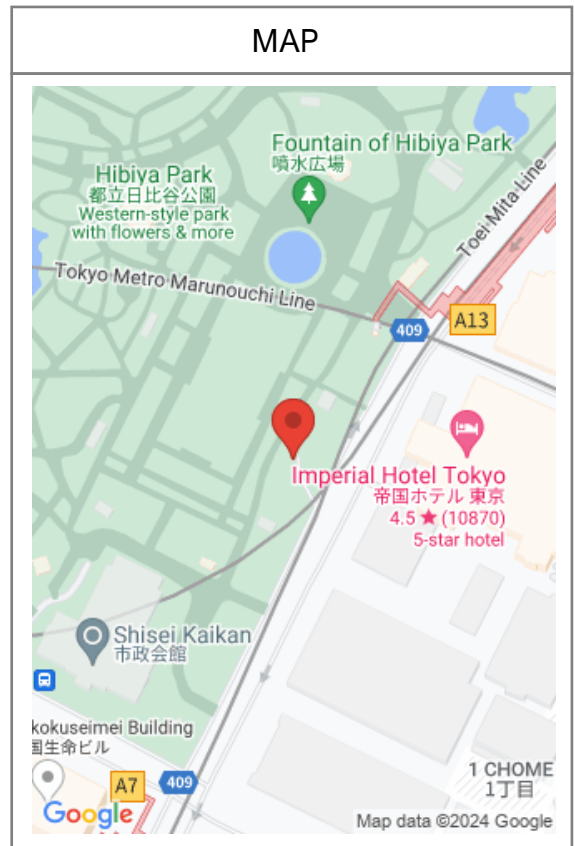 MAP
Fountain of Hibiya Park
噴水広場
Hibiya Park
都立日比谷公園
Western-style park
with flowers & more
Toei Mita Line
Tokyo Metro Marunouchi Line
409
A13
Imperial Hotel Tokyo
帝国ホテル 東京
4.5 ★ (10870)
5-star hotel
Shisei Kaikan
市政会館
kokuseimei Building
国生命ビル
A7
409
1 CHOME
1丁目
Google
Map data ©2024 Google